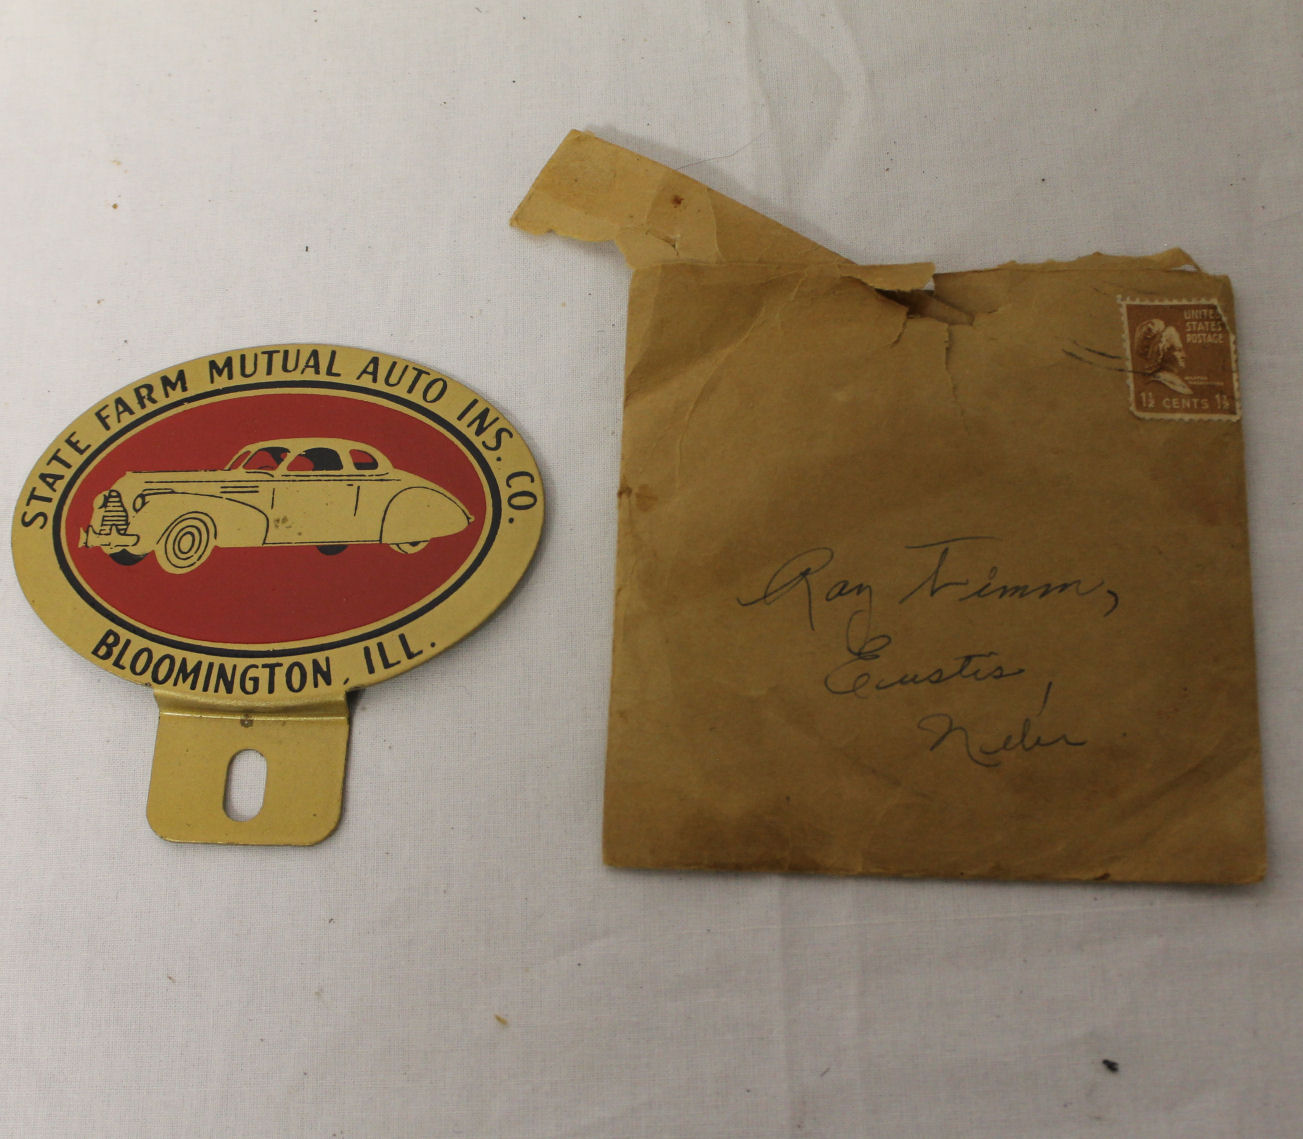 STATE FARM MUTUAL AUTO INS. CO.
BLOOMINGTON, ILL.
UNITED
STATES
POSTAGE
1½ CENTS 1½
Ray Timm,
Eustis,
Nebr.